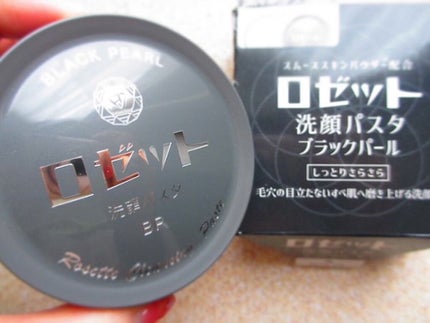 BLACK PEARL
ロゼット
洗顔パスタ
BR
Rosette
スムーススキンパウダー配合
ロゼット
洗顔パスタ
ブラックパール
しっとりさらさら
毛穴の目立たないすべ肌へ磨き上げる洗顔